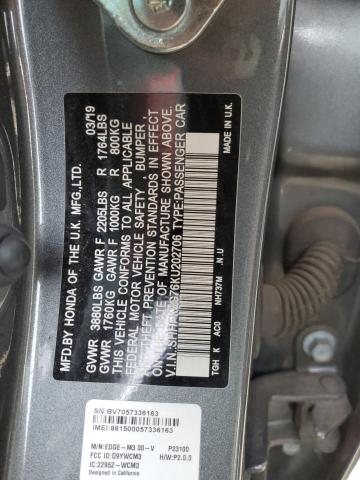 MFD.BY HONDA OF THE U.K. MFG.,LTD. 03/19
GVWR 3880LBS GAWR F 2205LBS R 1764LBS
GVWR 1760KG GAWR F 1000KG R 800KG
THIS VEHICLE CONFORMS TO ALL APPLICABLE
FEDERAL MOTOR VEHICLE SAFETY, BUMPER, AND
THEFT PREVENTION STANDARDS IN EFFECT
ON THE DATE OF MANUFACTURE SHOWN ABOVE.
V.I.N: TYPE:PASSENGER CAR
TGH K AC0 NH737M N U MADE IN U.K.
S/N:BV7057336163
IMEI:861500057336163
M/N:EDGE-M3 00-V P23100
FCC ID:O9YWCM3 H/W:P2.0.0
IC:22952-WCM3
Designed in California